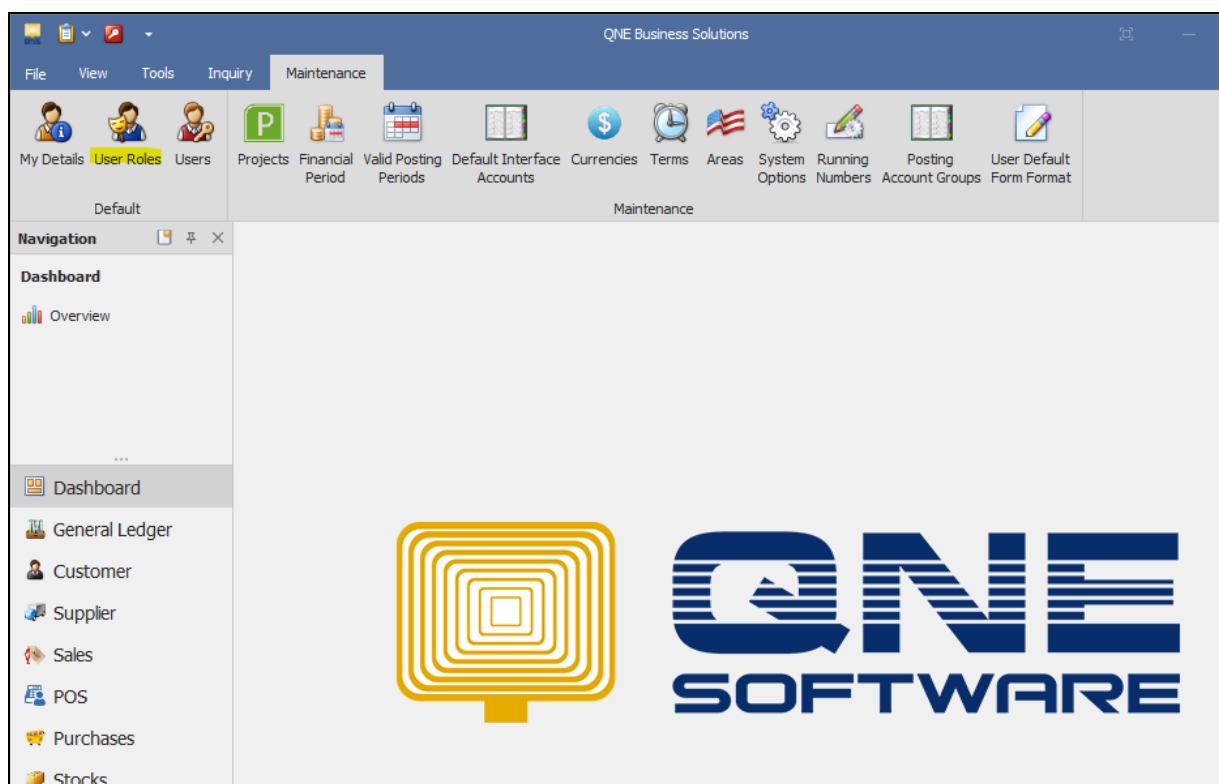 QNE Business Solutions
File View Tools Inquiry Maintenance
My Details User Roles Users Projects Financial Period Valid Posting Periods Default Interface Accounts Currencies Terms Areas System Options Running Numbers Posting Account Groups User Default Form Format
Default Maintenance
Navigation
Dashboard
Overview
Dashboard
General Ledger
Customer
Supplier
Sales
POS
Purchases
Stocks
QNE
SOFTWARE